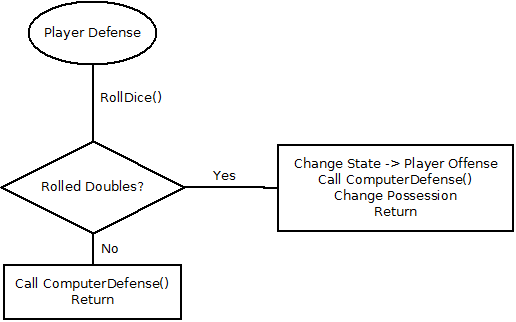 Player Defense
RollDice()
Rolled Doubles?
Yes
Change State -> Player Offense
Call ComputerDefense()
Change Possession
Return
No
Call ComputerDefense()
Return